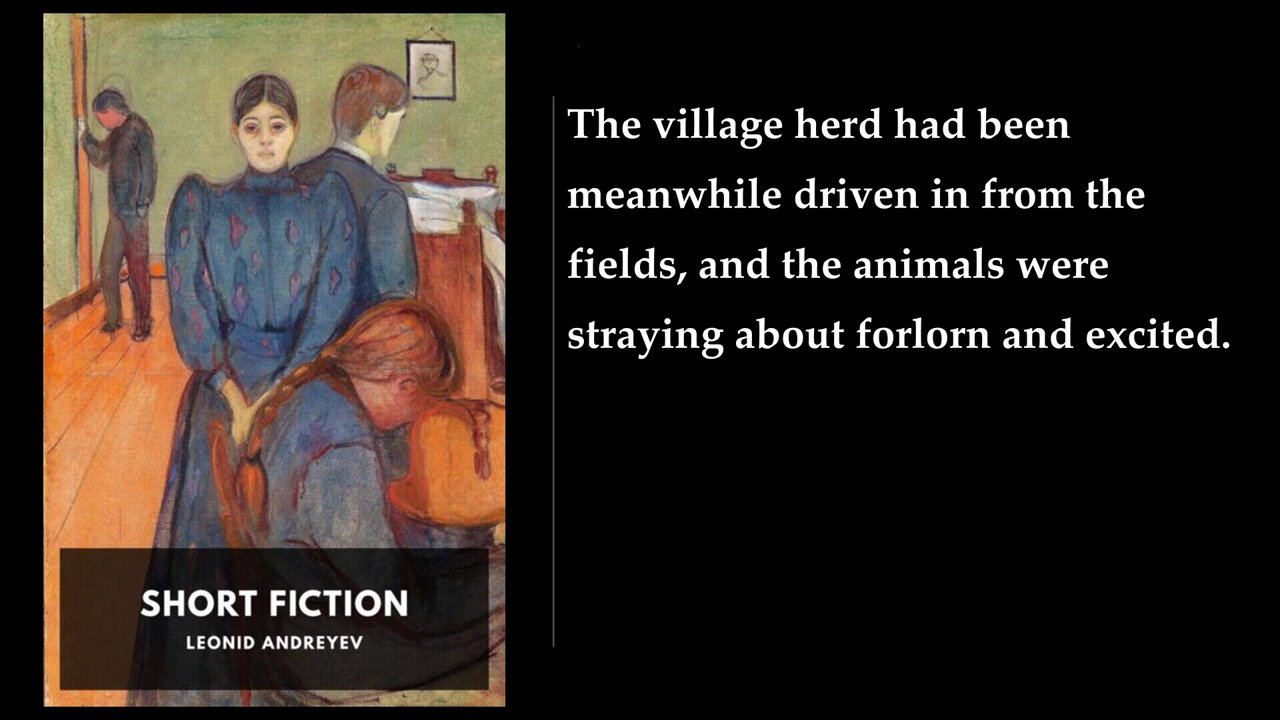 The village herd had been
meanwhile driven in from the
fields, and the animals were
straying about forlorn and excited.
SHORT FICTION
LEONID ANDREYEV